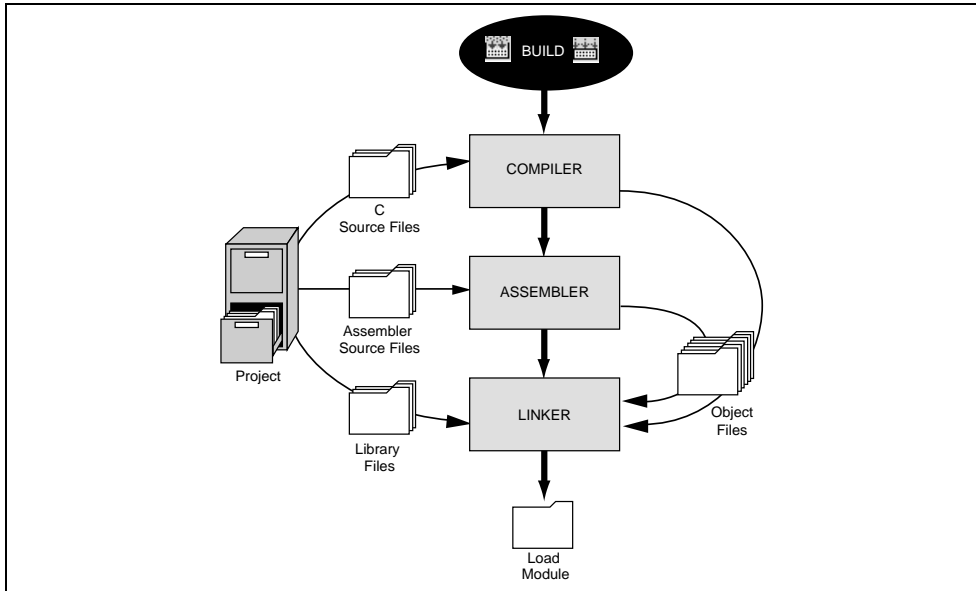 BUILD
COMPILER
C
Source Files
ASSEMBLER
Assembler
Source Files
Project
LINKER
Object
Files
Library
Files
Load
Module